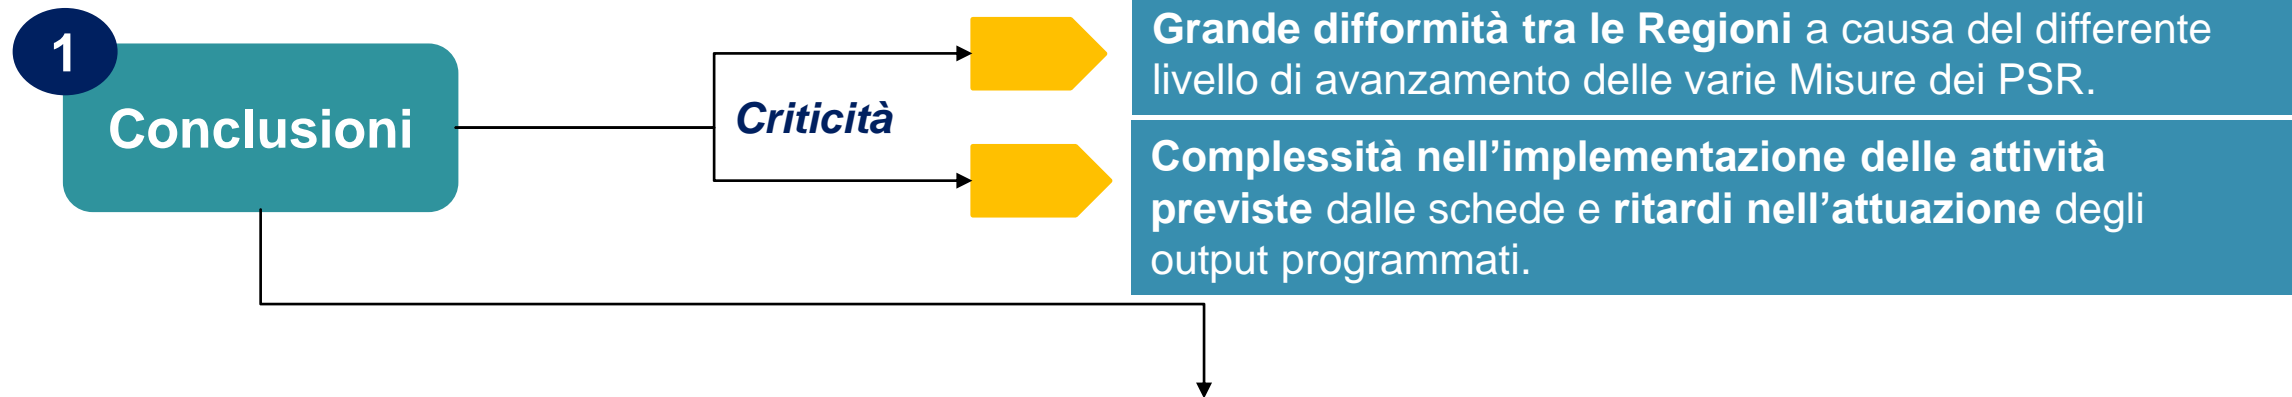 1
Conclusioni
Criticità
Grande difformità tra le Regioni a causa del differente
livello di avanzamento delle varie Misure dei PSR.
Complessità nell’implementazione delle attività
previste dalle schede e ritardi nell’attuazione degli
output programmati.